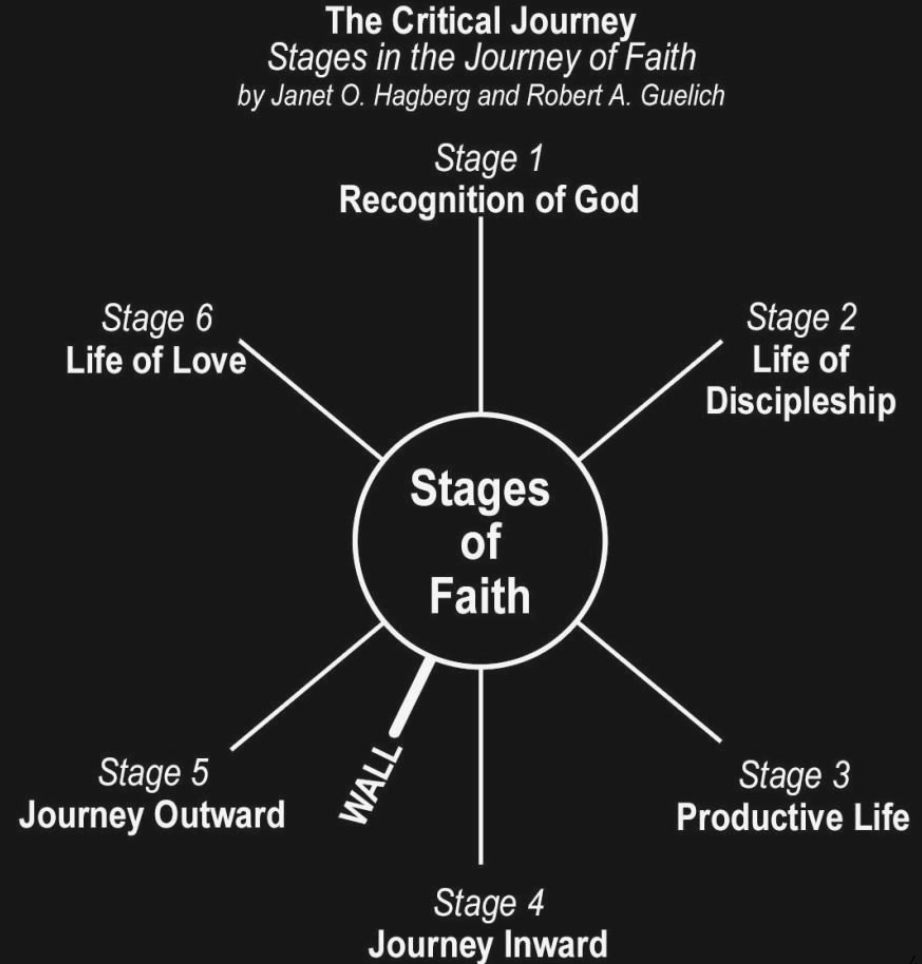 The Critical Journey
Stages in the Journey of Faith
by Janet O. Hagberg and Robert A. Guelich
Stage 1
Recognition of God
Stage 2
Life of
Discipleship
Stage 3
Productive Life
Stage 4
Journey Inward
WALL
Stage 5
Journey Outward
Stage 6
Life of Love
Stages
of
Faith